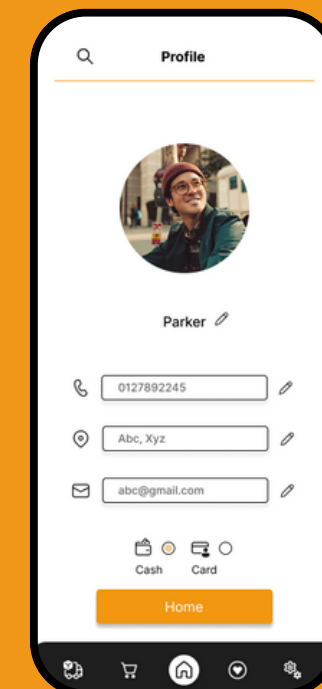 Profile
Parker
0127892245
Abc, Xyz
abc@gmail.com
Cash Card
Home